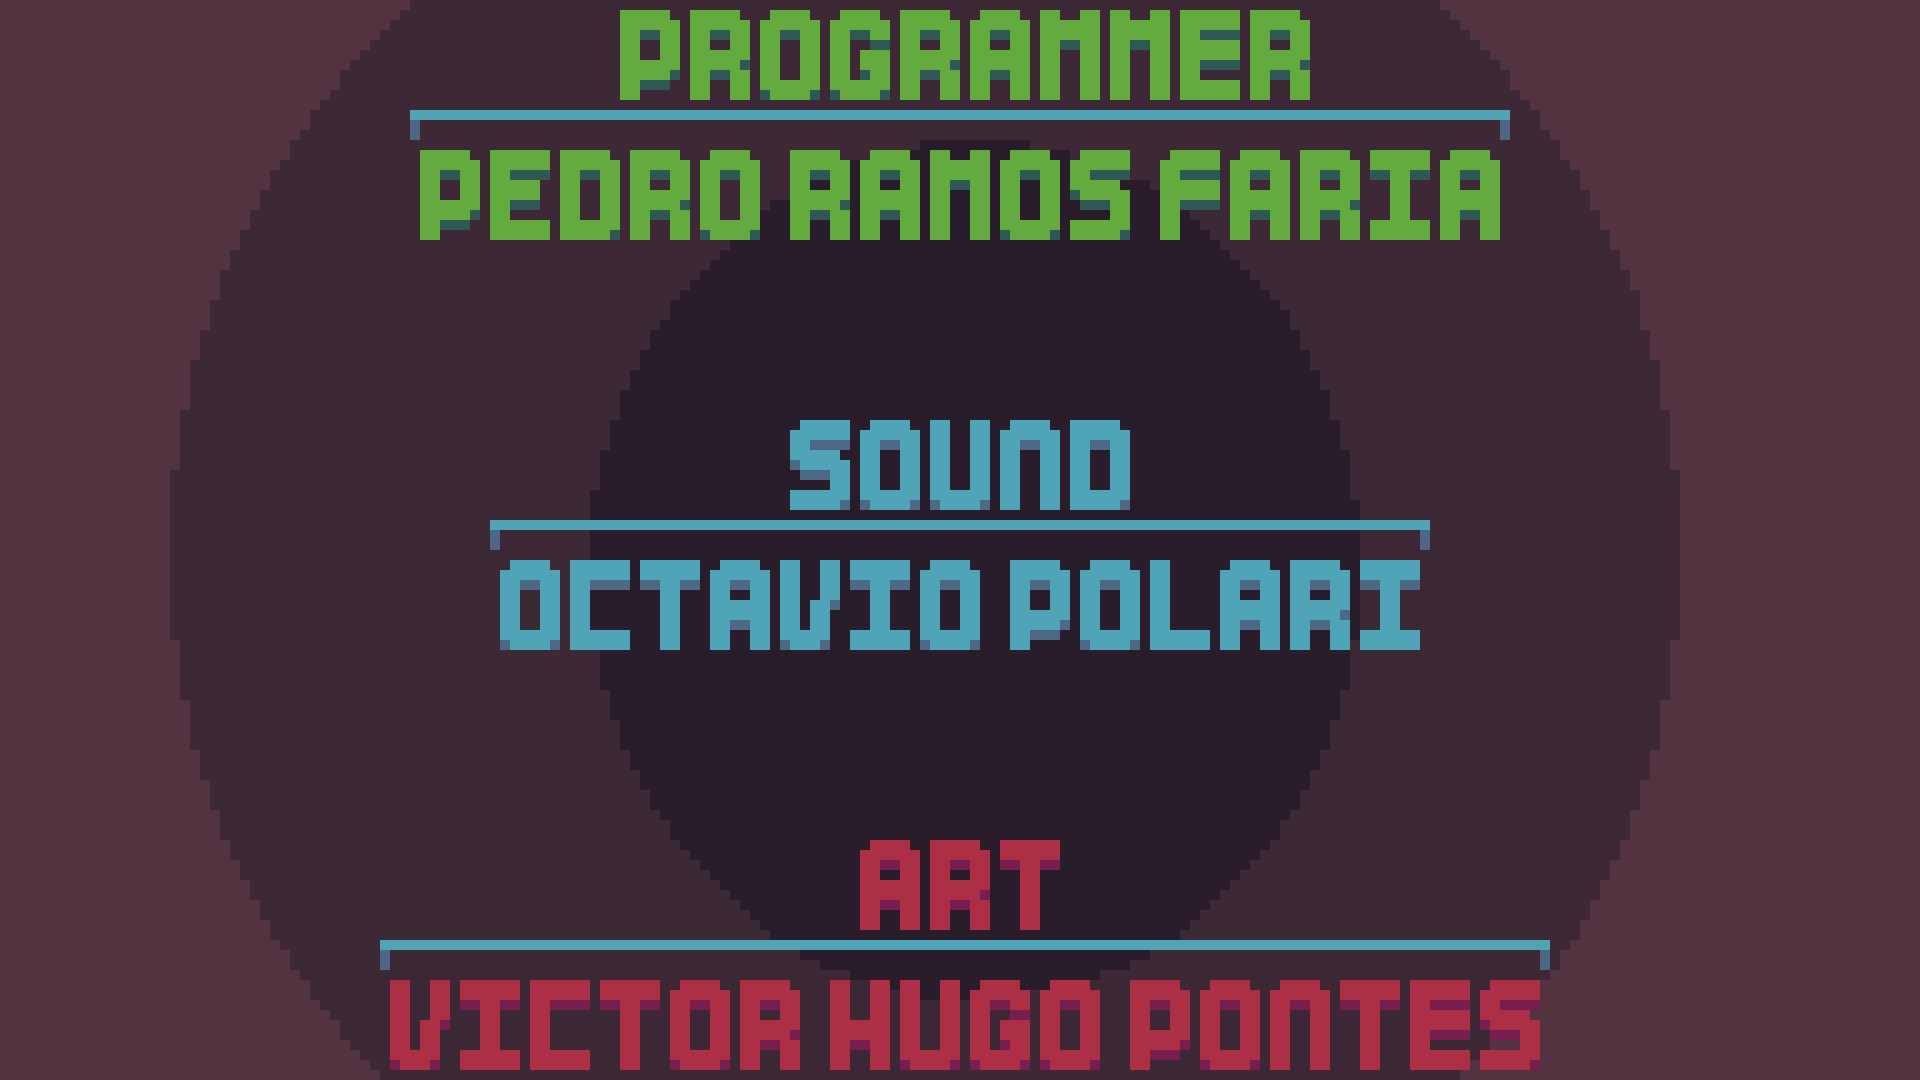 PROGRAMMER
PEDRO RAMOS FARIA
SOUND
OCTAVIO POLARI
ART
VICTOR HUGO PONTES